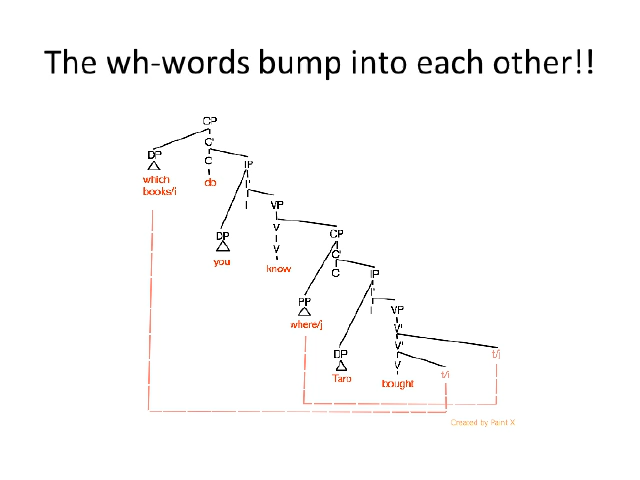 The wh-words bump into each other!!
CP
DP
C'
C
IP
which
books/i
do
I'
I
VP
DP
V
V
CP
you
know
C'
C
IP
PP
I'
I
VP
where/j
V'
V'
t/j
DP
V
t/i
Taro
bought
Created by Paint X